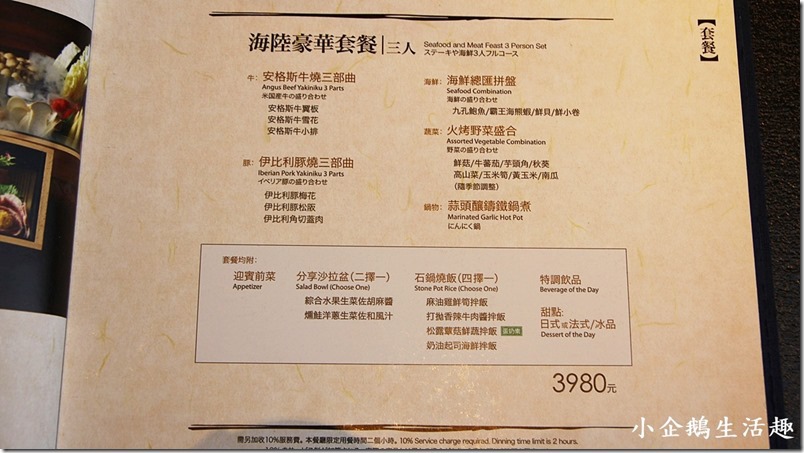 【套餐】
海陸豪華套餐|三人
Seafood and Meat Feast 3 Person Set
ステーキや海鮮3人フルコース
牛：安格斯牛燒三部曲
Angus Beef Yakiniku 3 Parts
米国産牛の盛り合わせ
安格斯牛翼板
安格斯牛雪花
安格斯牛小排
豚：伊比利豚燒三部曲
Iberian Pork Yakiniku 3 Parts
イベリア豚の盛り合わせ
伊比利豚梅花
伊比利豚松阪
伊比利角切蓋肉
海鮮：海鮮總匯拼盤
Seafood Combination
海鮮の盛り合わせ
九孔鮑魚/霸王海熊蝦/鮮貝/鮮小卷
蔬菜：火烤野菜盛合
Assorted Vegetable Combination
野菜の盛り合わせ
鮮菇/牛蕃茄/芋頭角/秋葵
高山菜/玉米筍/黃玉米/南瓜
（隨季節調整）
鍋物：蒜頭釀鑄鐵鍋煮
Marinated Garlic Hot Pot
にんにく鍋
套餐均附：
迎賓前菜
Appetizer
分享沙拉盆（二擇一）
Salad Bowl (Choose One)
綜合水果生菜佐胡麻醬
燻鮭洋蔥生菜佐和風汁
石鍋燒飯（四擇一）
Stone Pot Rice (Choose One)
麻油雞鮮筍拌飯
打拋香辣牛肉醬拌飯
松露蕈菇鮮蔬拌飯 蛋奶素
奶油起司海鮮拌飯
特調飲品
Beverage of the Day
甜點：
日式或法式/冰品
Dessert of the Day
3980元
需另加收10%服務費。本餐廳限定用餐時間二個小時。10% Service charge required. Dining time limit is 2 hours.
小企鵝生活趣